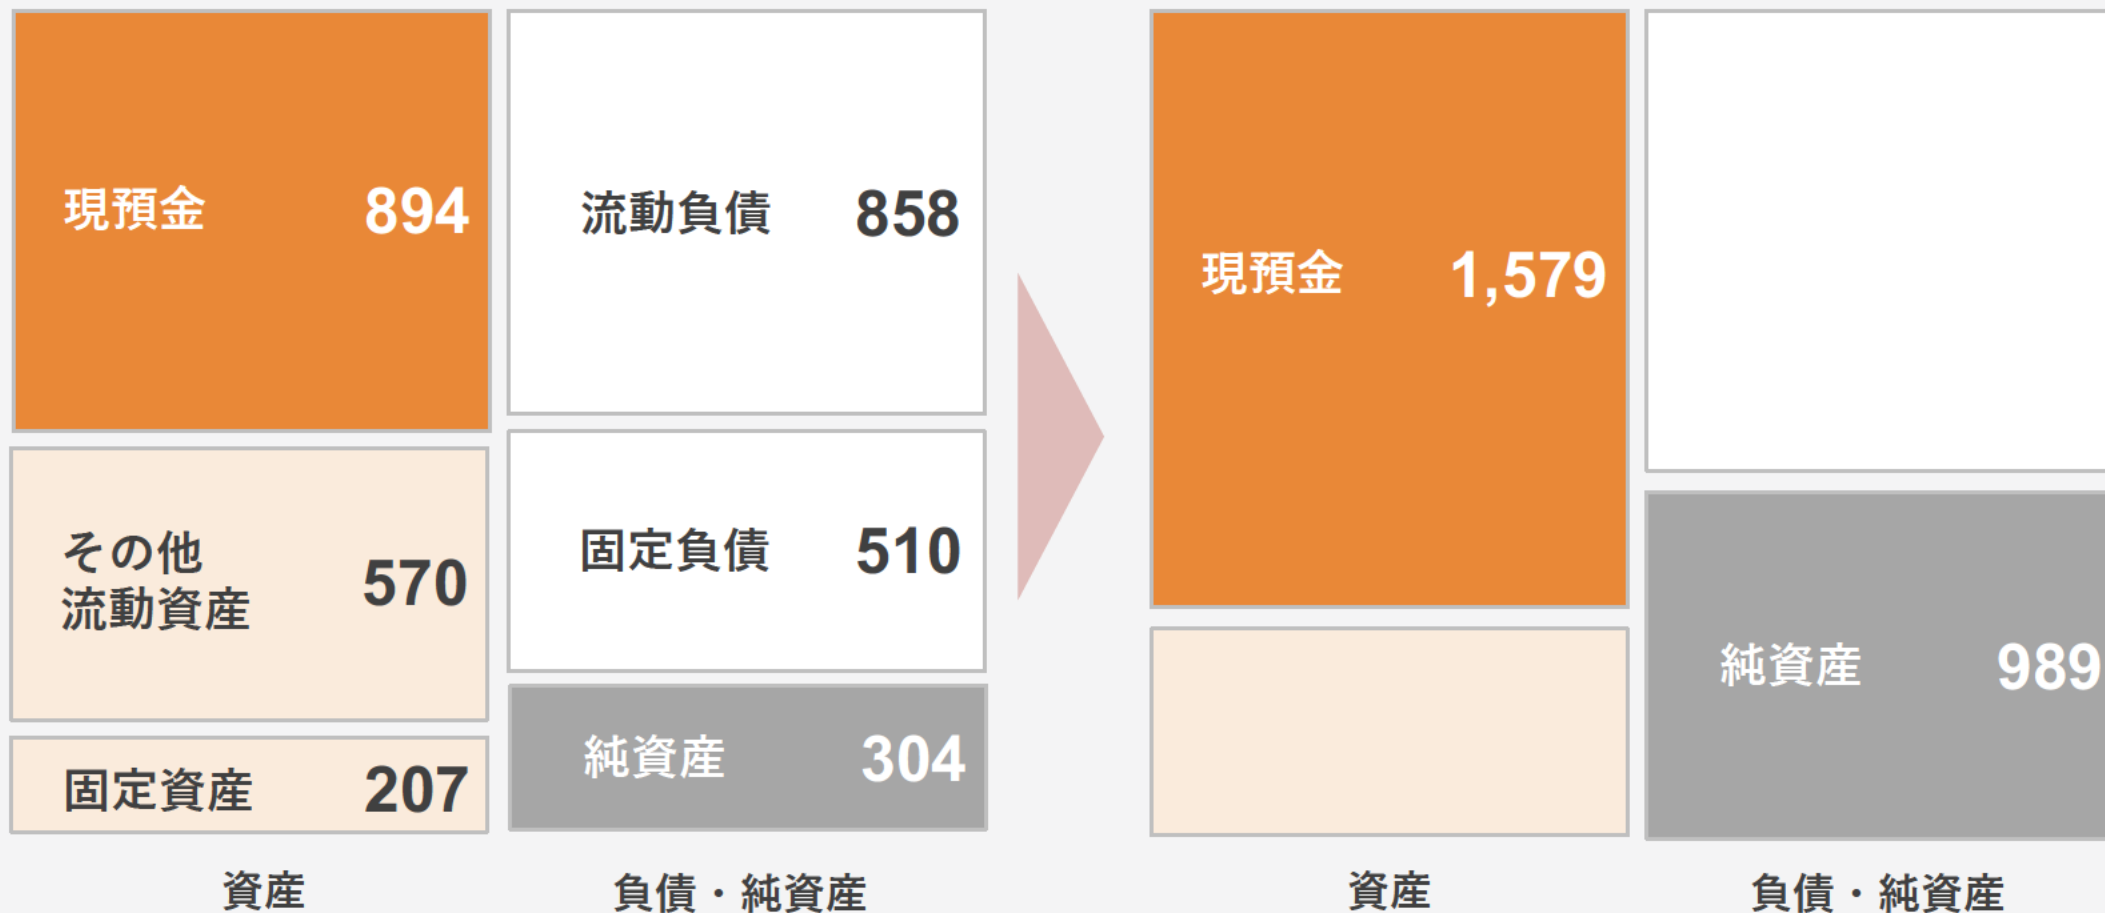 現預金 894
その他
流動資産 570
固定資産 207
資産
流動負債 858
固定負債 510
純資産 304
負債・純資産
現預金 1,579
資産
純資産 989
負債・純資産